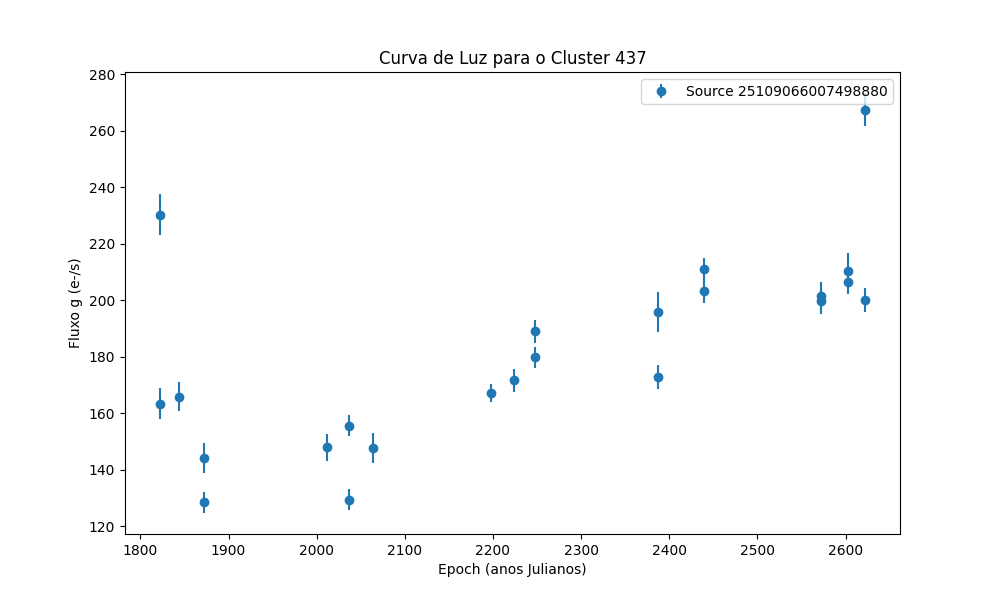 Curva de Luz para o Cluster 437
Source 25109066007498880
Fluxo g (e-/s)
280
260
240
220
200
180
160
140
120
1800 1900 2000 2100 2200 2300 2400 2500 2600
Epoch (anos Julianos)